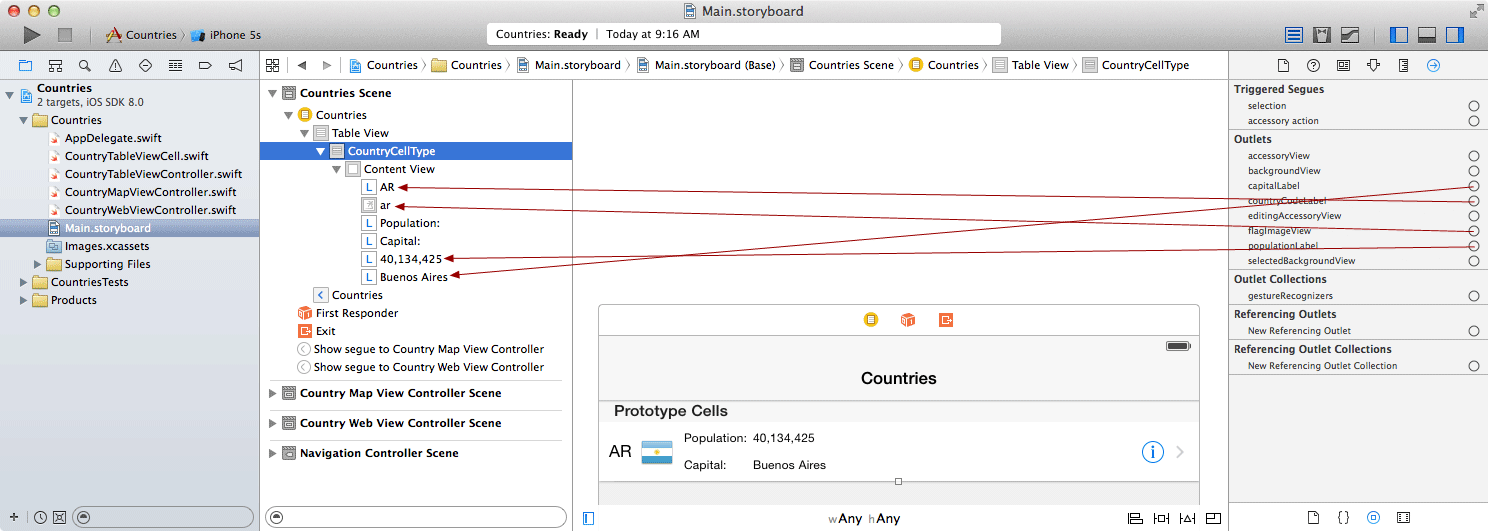 Main.storyboard
Countries iPhone 5s
Countries: Ready Today at 9:16 AM
Countries Countries Main.storyboard Main.storyboard (Base) Countries Scene Countries Table View CountryCellType
Countries
2 targets, iOS SDK 8.0
Countries
AppDelegate.swift
CountryTableViewCell.swift
CountryTableViewController.swift
CountryMapViewController.swift
CountryWebViewController.swift
Main.storyboard
Images.xcassets
Supporting Files
CountriesTests
Products
Countries Scene
Countries
Table View
CountryCellType
Content View
L AR
ar
L Population:
L Capital:
L 40,134,425
L Buenos Aires
Countries
First Responder
Exit
Show segue to Country Map View Controller
Show segue to Country Web View Controller
Country Map View Controller Scene
Country Web View Controller Scene
Navigation Controller Scene
Countries
Prototype Cells
AR
Population: 40,134,425
Capital: Buenos Aires
wAny hAny
Triggered Segues
selection
accessory action
Outlets
accessoryView
backgroundView
capitalLabel
countryCodeLabel
editingAccessoryView
flagImageView
populationLabel
selectedBackgroundView
Outlet Collections
gestureRecognizers
Referencing Outlets
New Referencing Outlet
Referencing Outlet Collections
New Referencing Outlet Collection